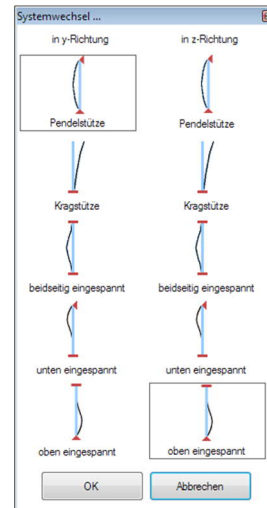 Systemwechsel ...
in y-Richtung in z-Richtung
Pendelstütze Pendelstütze
Kragstütze Kragstütze
beidseitig eingespannt beidseitig eingespannt
unten eingespannt unten eingespannt
oben eingespannt oben eingespannt
OK Abbrechen